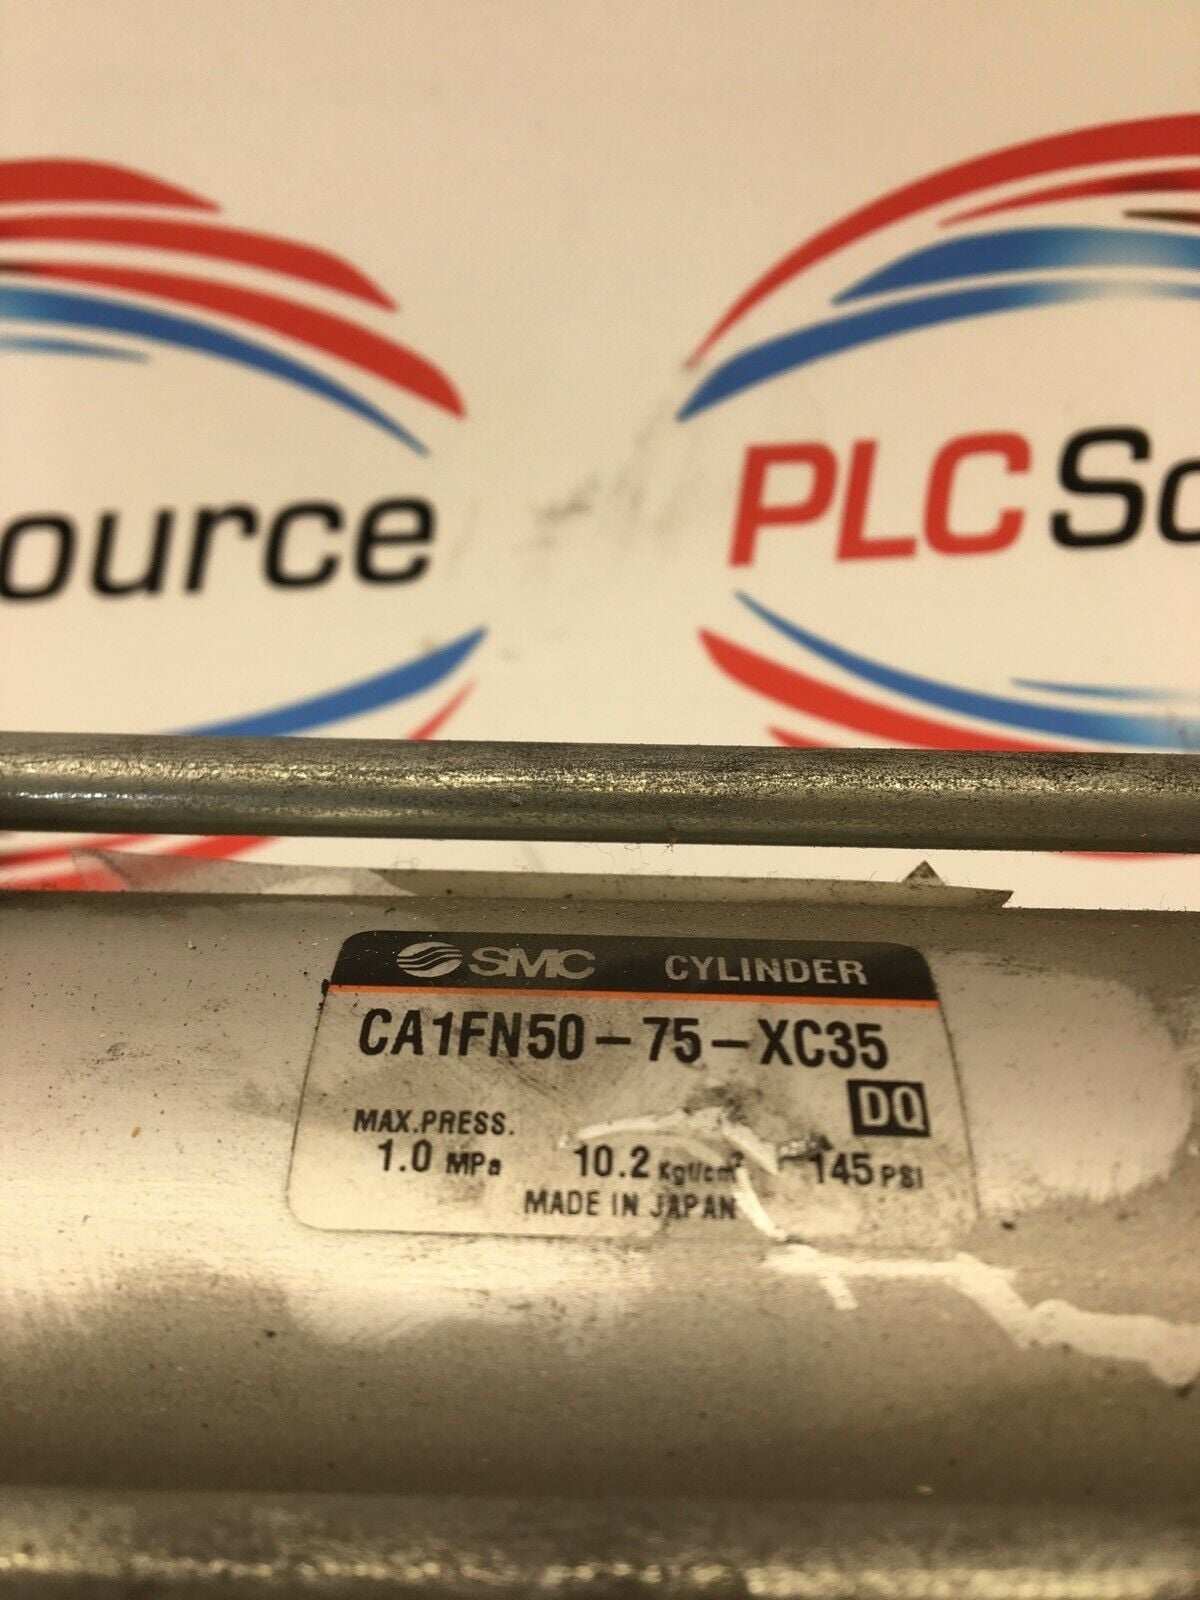 ource
PLC So
SMC CYLINDER
CA1FN50-75-XC35
DQ
MAX.PRESS.
1.0 MPa 10.2 Kgf/cm² 145 PSI
MADE IN JAPAN